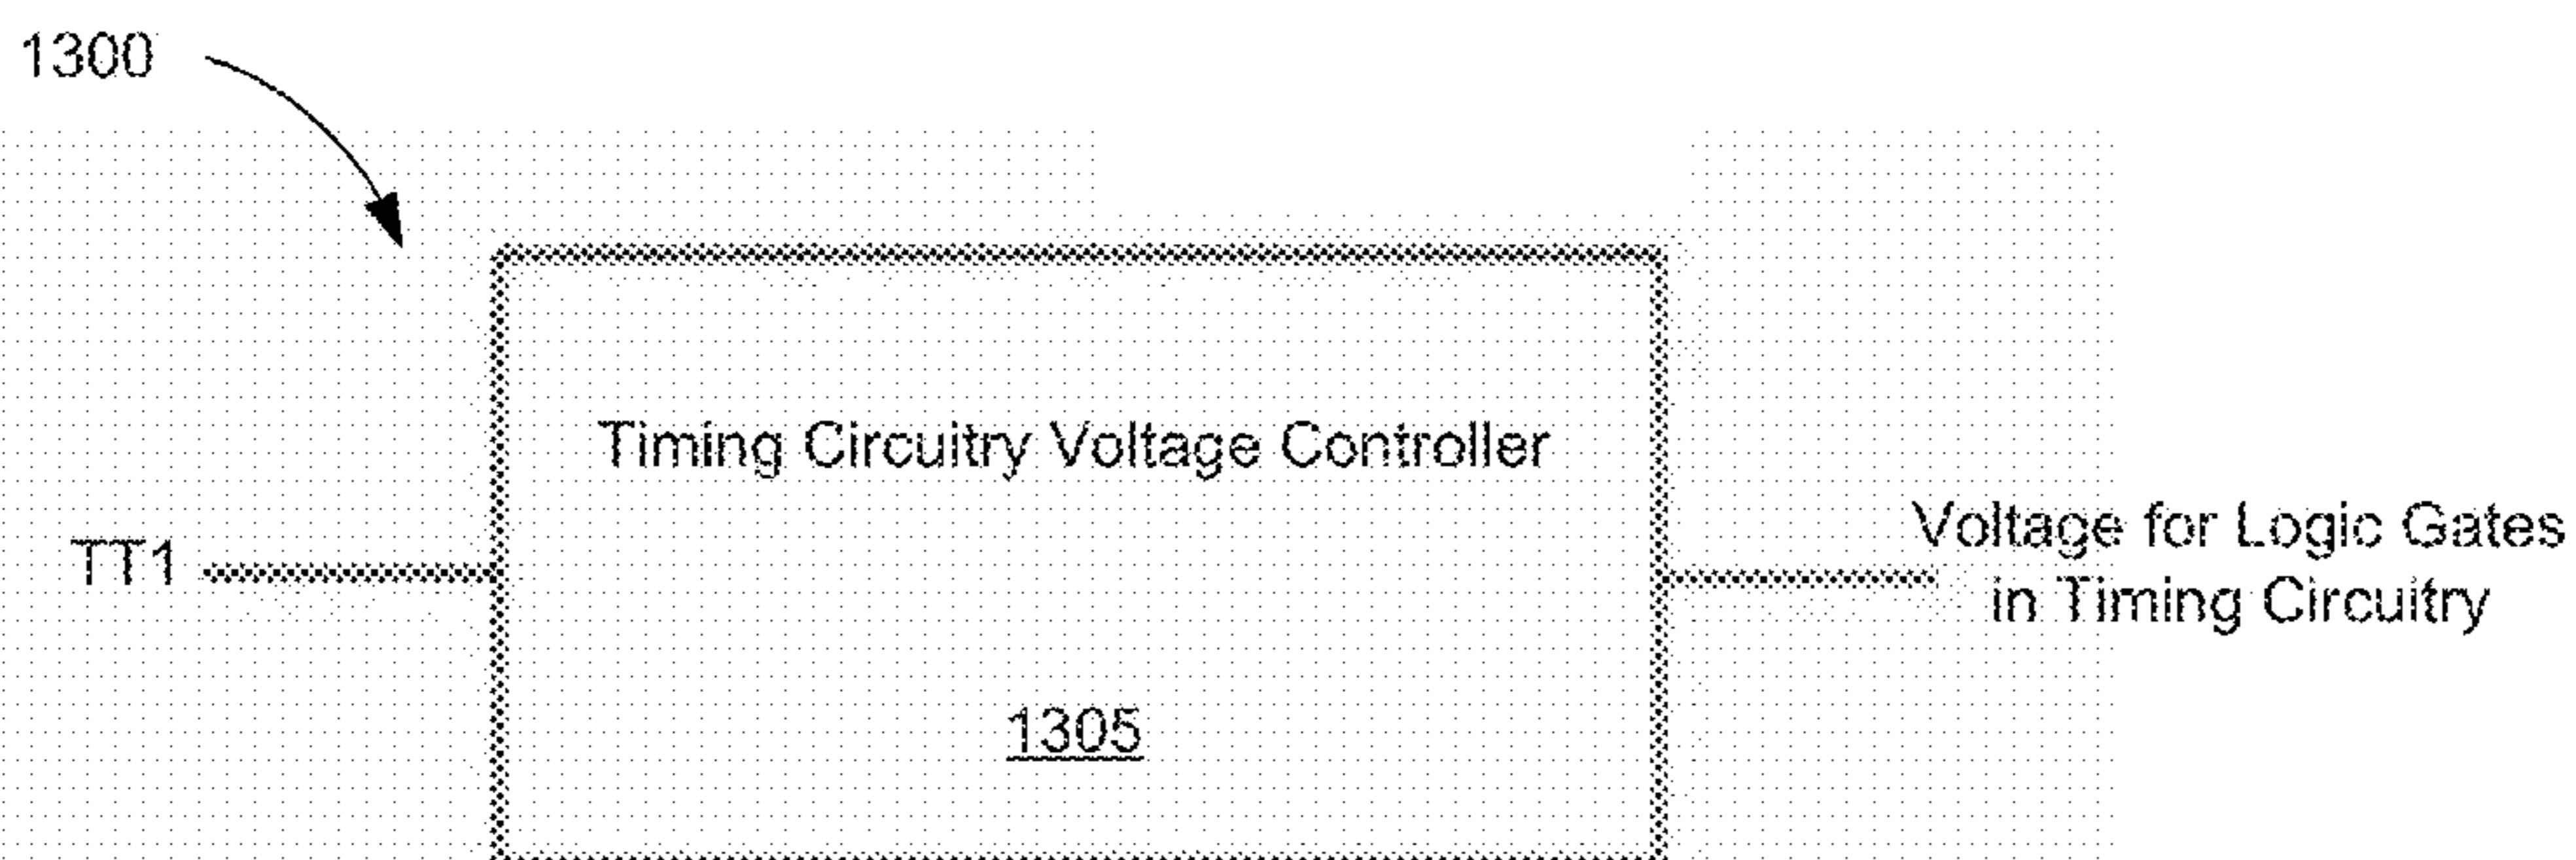 1300
Timing Circuitry Voltage Controller
TT1
Voltage for Logic Gates
in Timing Circuitry
1305